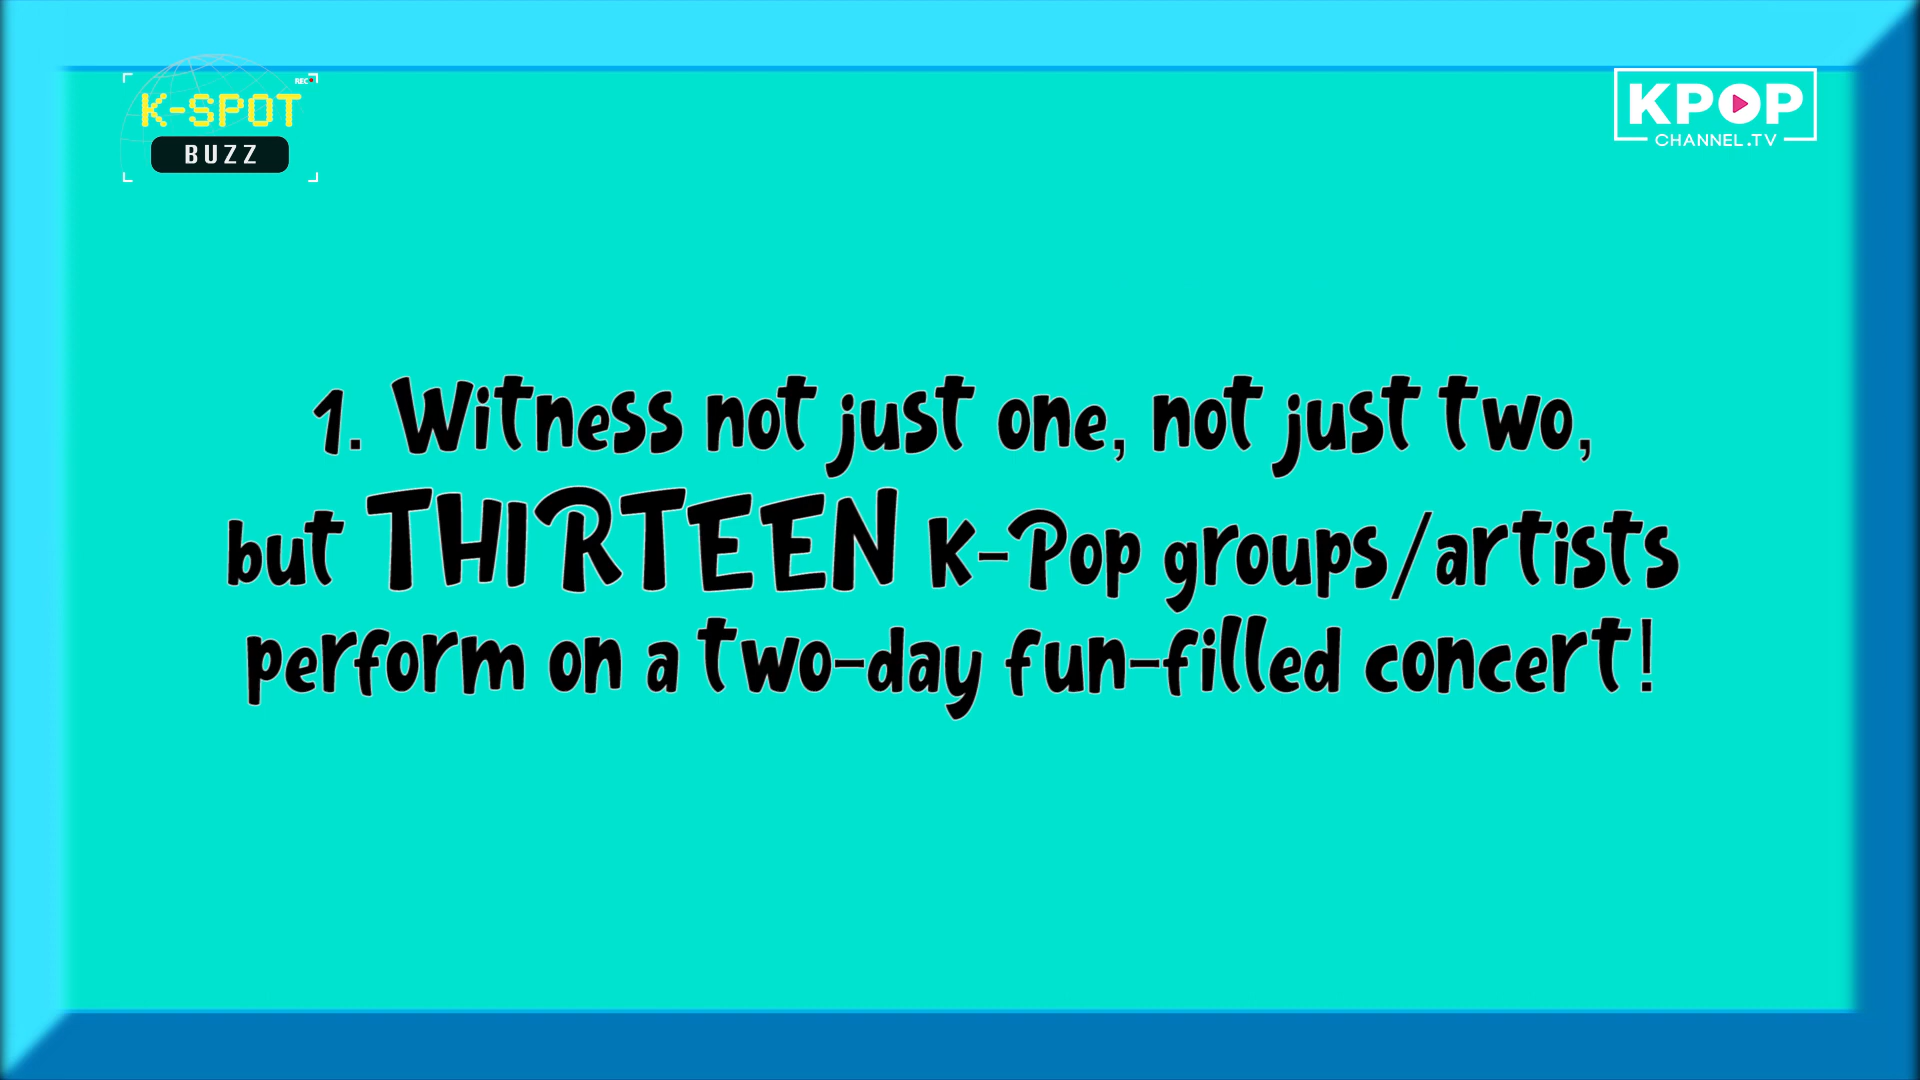 REC
K-SPOT
BUZZ
KPOP
CHANNEL.TV
1. Witness not just one, not just two,
but THIRTEEN K-Pop groups/artists
perform on a two-day fun-filled concert!